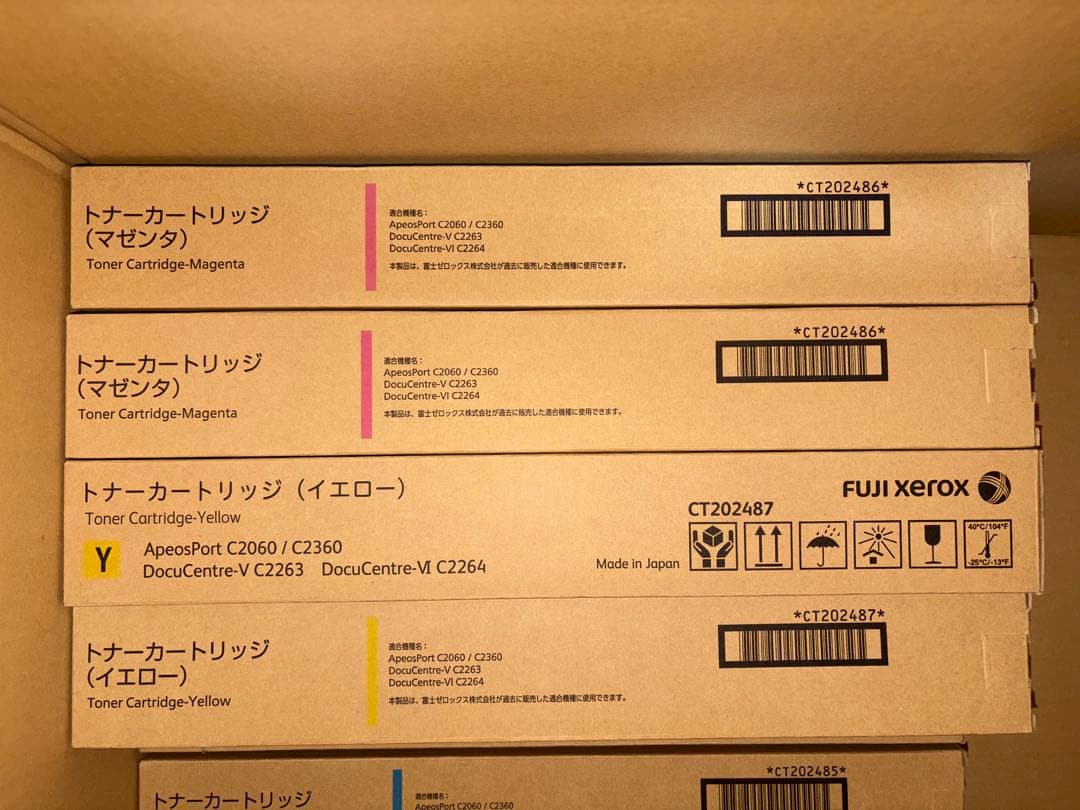 トナーカートリッジ
（マゼンタ）
Toner Cartridge-Magenta
適合機種名：
ApeosPort C2060 / C2360
DocuCentre-V C2263
DocuCentre-VI C2264
本製品は、富士ゼロックス株式会社が過去に販売した適合機種に使用できます。
*CT202486*
トナーカートリッジ
（マゼンタ）
Toner Cartridge-Magenta
適合機種名：
ApeosPort C2060 / C2360
DocuCentre-V C2263
DocuCentre-VI C2264
本製品は、富士ゼロックス株式会社が過去に販売した適合機種に使用できます。
*CT202486*
トナーカートリッジ（イエロー）
Toner Cartridge-Yellow
Y
ApeosPort C2060 / C2360
DocuCentre-V C2263 DocuCentre-VI C2264
Made in Japan
FUJI xerox
CT202487
40°C/104°F
-25°C/-13°F
トナーカートリッジ
（イエロー）
Toner Cartridge-Yellow
適合機種名：
ApeosPort C2060 / C2360
DocuCentre-V C2263
DocuCentre-VI C2264
本製品は、富士ゼロックス株式会社が過去に販売した適合機種に使用できます。
*CT202487*
トナーカートリッジ
適合機種名：
ApeosPort C2060 / C2360
*CT202485*